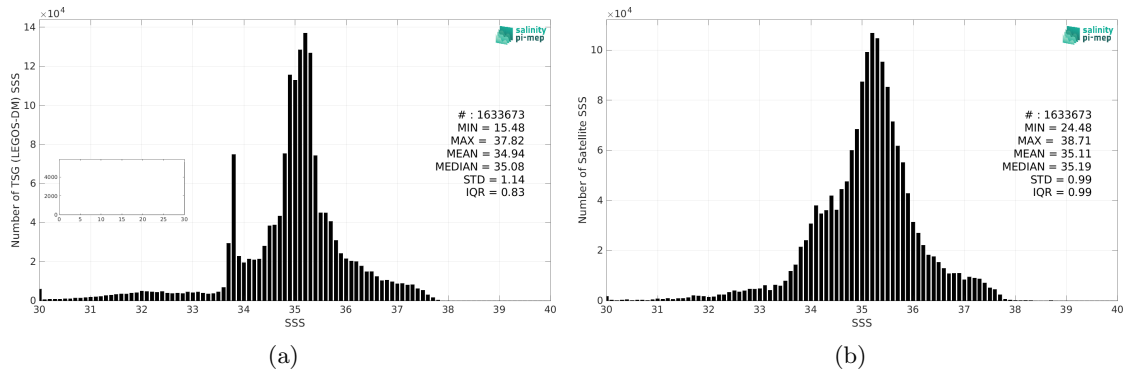 ×10⁴
14
12
10
8
6
4
2
0
Number of TSG (LEGOS-DM) SSS
salinity
pi-mep
# : 1633673
MIN = 15.48
MAX = 37.82
MEAN = 34.94
MEDIAN = 35.08
STD = 1.14
IQR = 0.83
4000
2000
0
0 5 10 15 20 25 30
30 31 32 33 34 35 36 37 38 39 40
SSS
(a)
×10⁴
10
8
6
4
2
0
Number of Satellite SSS
salinity
pi-mep
# : 1633673
MIN = 24.48
MAX = 38.71
MEAN = 35.11
MEDIAN = 35.19
STD = 0.99
IQR = 0.99
30 31 32 33 34 35 36 37 38 39 40
SSS
(b)